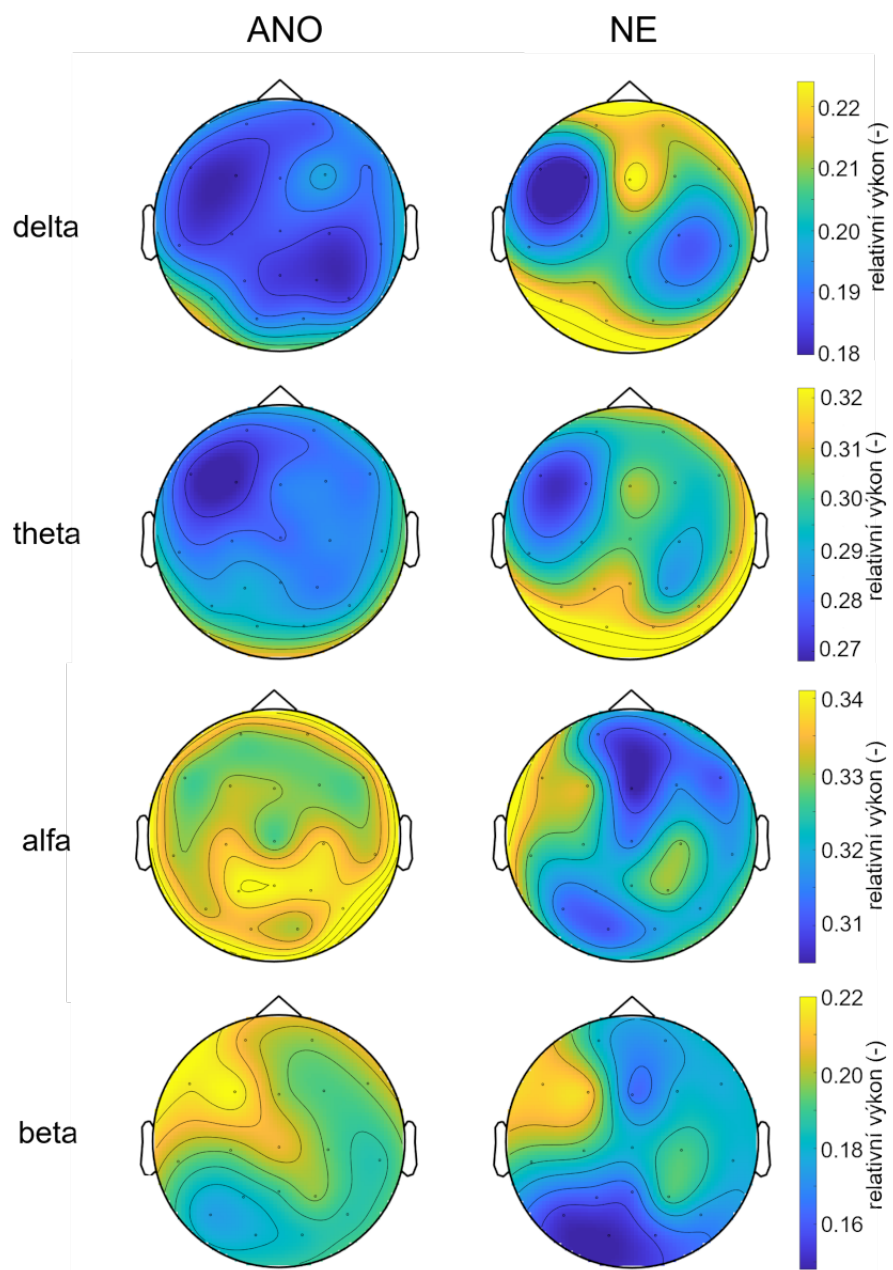 ANO NE
delta
0.22
0.21
0.20
0.19
0.18
relativní výkon (-)
theta
0.32
0.31
0.30
0.29
0.28
0.27
relativní výkon (-)
alfa
0.34
0.33
0.32
0.31
relativní výkon (-)
beta
0.22
0.20
0.18
0.16
relativní výkon (-)